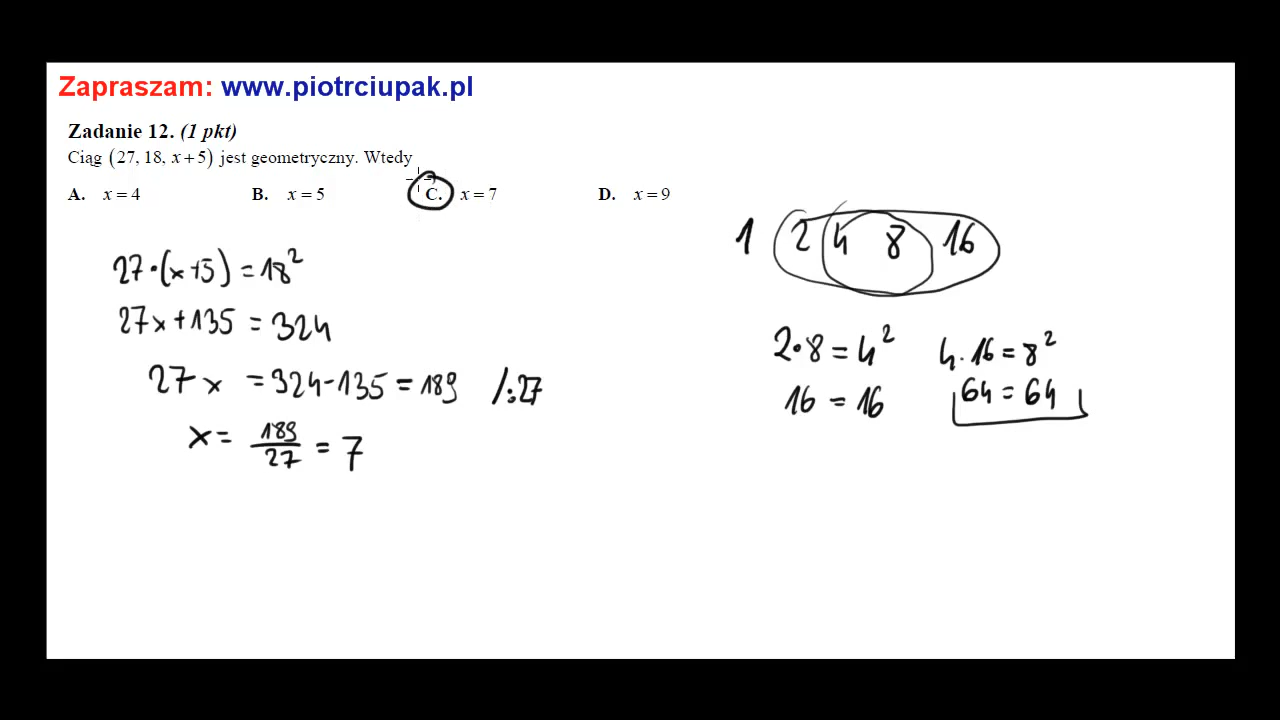 Zapraszam: www.piotrciupak.pl
Zadanie 12. (1 pkt)
Ciąg (27, 18, x + 5) jest geometryczny. Wtedy
A. x = 4 B. x = 5 C. x = 7 D. x = 9
1 2 4 8 16
27·(x+5) = 18²
27x+135 = 324
27x = 324-135 = 189 /:27
x = 189/27 = 7
2·8 = 4² 4·16 = 8²
16 = 16 64 = 64